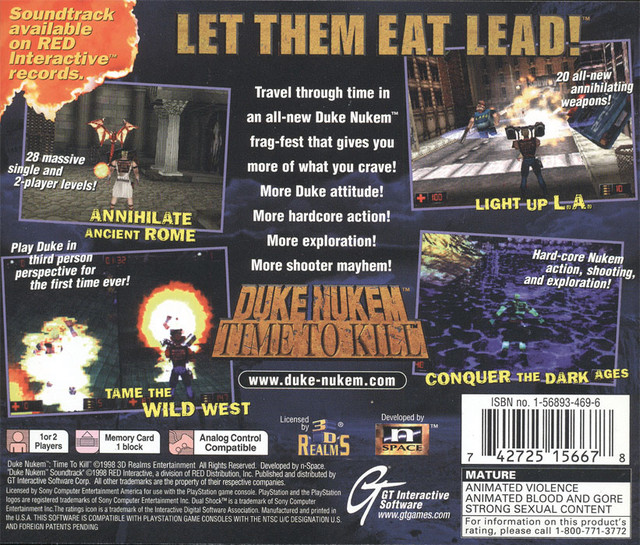 Soundtrack
available
on RED
Interactive™
records.
LET THEM EAT LEAD!™
Travel through time in
an all-new Duke Nukem™
frag-fest that gives you
more of what you crave!
More Duke attitude!
More hardcore action!
More exploration!
More shooter mayhem!
28 massive
single and
2-player levels!
ANNIHILATE
ANCIENT ROME
20 all-new
annihilating
weapons!
100
10
LIGHT UP L.A.
Play Duke in
third person
perspective for
the first time ever!
TAME THE
WILD WEST
Hard-core Nukem
action, shooting,
and exploration!
CONQUER THE DARK AGES
DUKE NUKEM™
TIME TO KILL
www.duke-nukem.com
Licensed by
3D
REALMS
Developed by
n
SPACE™
1 or 2
Players
Memory Card
1 block
Analog Control
Compatible
ISBN no. 1-56893-469-6
7 42725 15667 8
MATURE
ANIMATED VIOLENCE
ANIMATED BLOOD AND GORE
STRONG SEXUAL CONTENT
For information on this product's
rating, please call 1-800-771-3772
GT Interactive
Software
www.gtgames.com
Duke Nukem™: Time To Kill™ ©1998 3D Realms Entertainment All Rights Reserved. Developed by n-Space.
"Duke Nukem™ Soundtrack" ©1998 RED Interactive, a division of RED Distribution, Inc. Published and distributed by
GT Interactive Software Corp. All other trademarks are the property of their respective companies.
Licensed by Sony Computer Entertainment America for use with the PlayStation game console. PlayStation and the PlayStation
logos are registered trademarks of Sony Computer Entertainment Inc. Dual Shock™ is a trademark of Sony Computer
Entertainment Inc. The ratings icon is a trademark of the Interactive Digital Software Association. Manufactured and printed in
the U.S.A. THIS SOFTWARE IS COMPATIBLE WITH PLAYSTATION GAME CONSOLES WITH THE NTSC U/C DESIGNATION U.S.
AND FOREIGN PATENTS PENDING